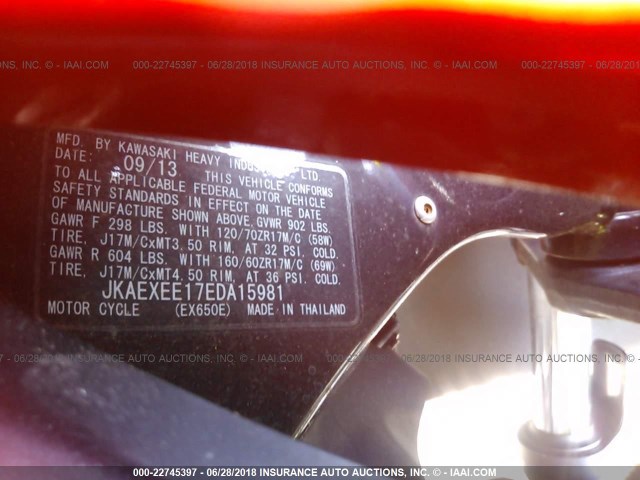 000-22745397 - 06/28/2018 INSURANCE AUTO AUCTIONS, INC. - IAAI.COM
MFD. BY KAWASAKI HEAVY LTD.
DATE: 09/13 THIS VEHICLE CONFORMS
TO ALL APPLICABLE FEDERAL MOTOR VEHICLE
SAFETY STANDARDS IN EFFECT ON THE DATE
OF MANUFACTURE SHOWN ABOVE. GVWR 902 LBS.
GAWR F 298 LBS. WITH 120/70ZR17M/C (58W)
TIRE, J17M/CxMT3.50 RIM, AT 32 PSI. COLD.
GAWR R 604 LBS. WITH 160/60ZR17M/C (69W)
TIRE, J17M/CxMT4.50 RIM, AT 36 PSI. COLD.
JKAEXEE17EDA15981
MOTOR CYCLE (EX650E) MADE IN THAILAND
000-22745397 - 06/28/2018 INSURANCE AUTO AUCTIONS, INC. - IAAI.COM
000-22745397 - 06/28/2018 INSURANCE AUTO AUCTIONS, INC. - IAAI.COM